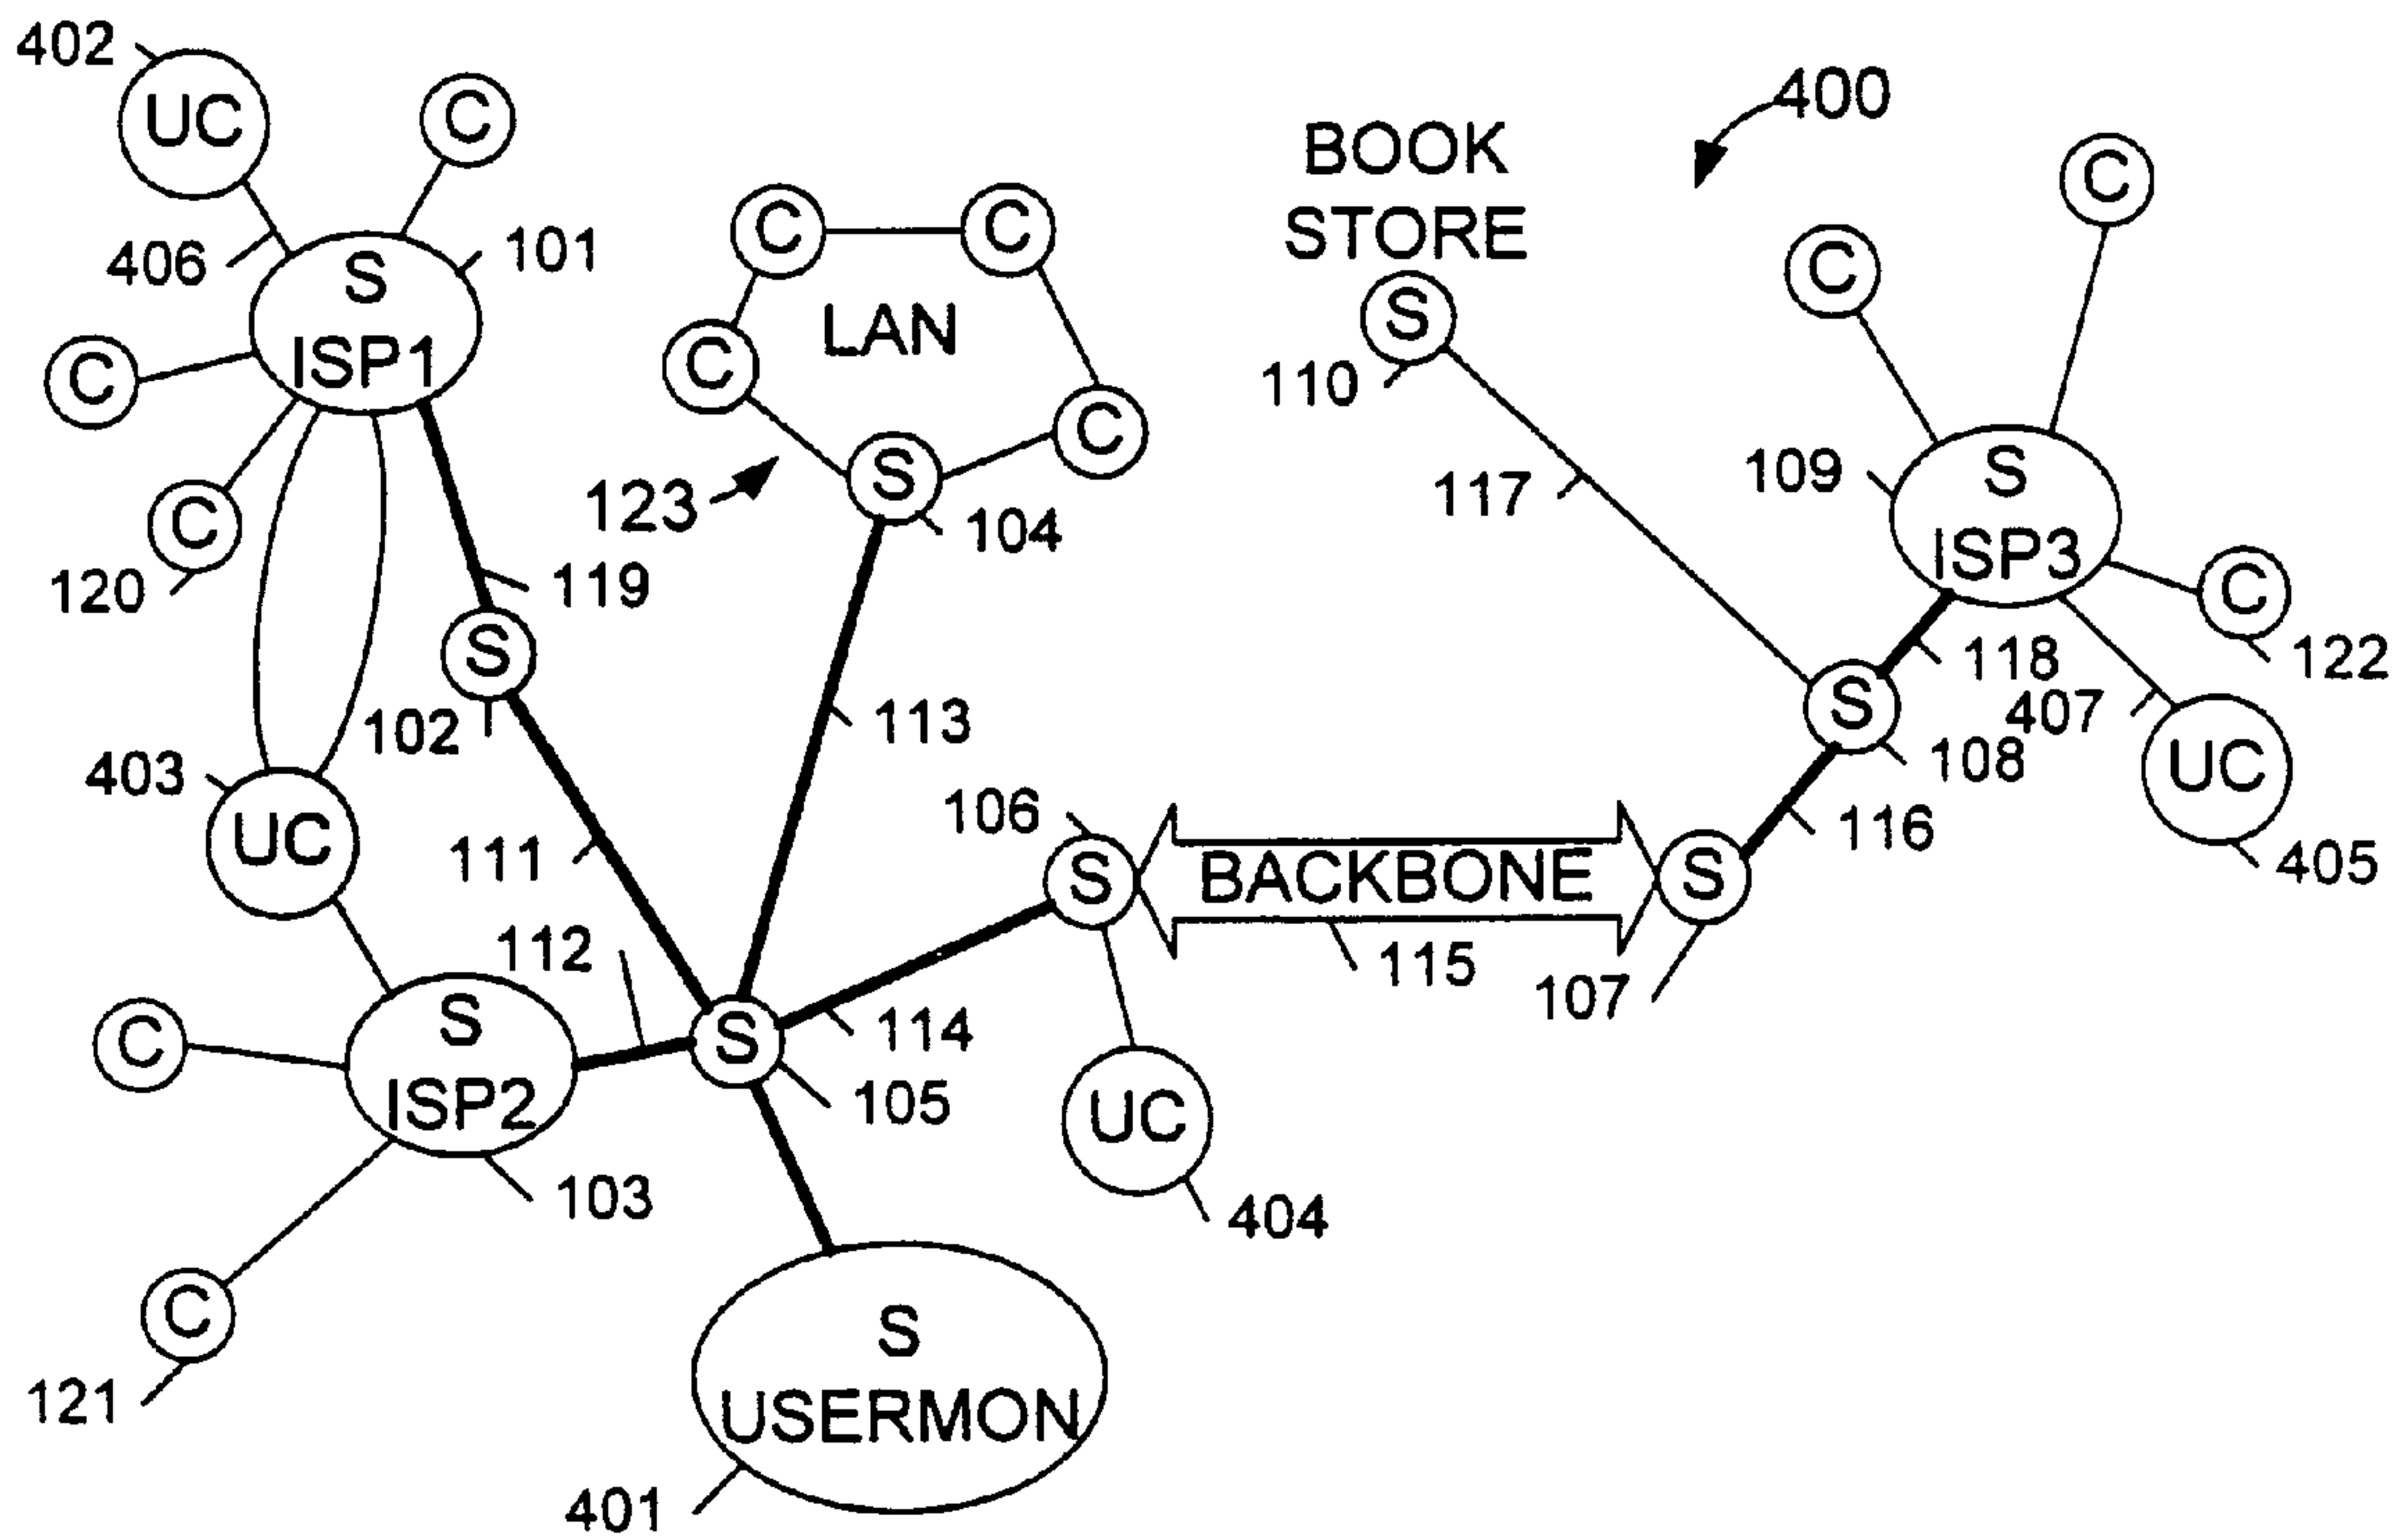 402
UC
C
400
BOOK
STORE
C
406
S
101
ISP1
C
C
LAN
C
C
S
110
C
C
C
120
123
S
104
117
109
S
ISP3
C
122
119
S
102
113
118
407
S
108
UC
405
403
UC
111
112
106
S
BACKBONE
115
S
107
116
C
S
ISP2
103
S
105
114
UC
404
C
121
S
USERMON
401